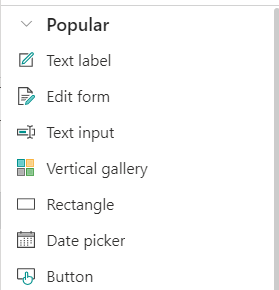 Popular
Text label
Edit form
Text input
Vertical gallery
Rectangle
Date picker
Button